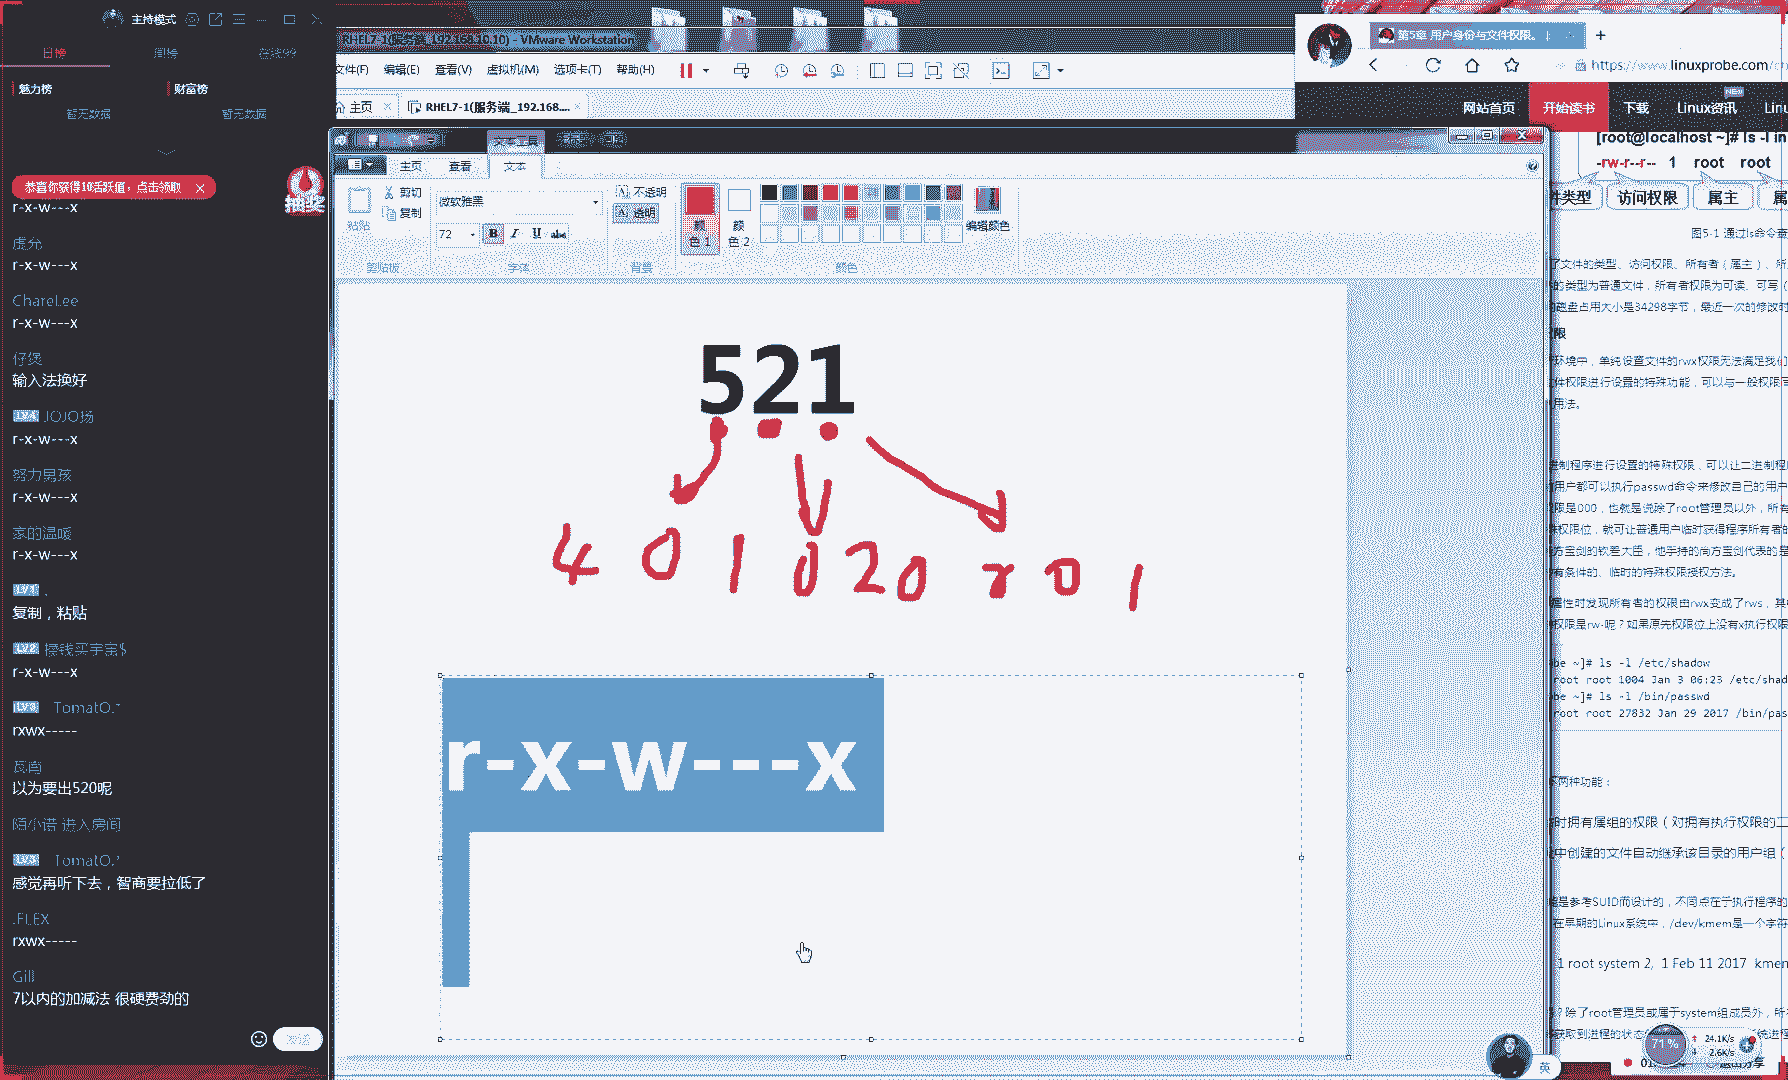 主持模式
日榜 周榜 在线99
魅力榜 财富榜
暂无数据 暂无数据
恭喜你获得10活跃值，点击领取
抽奖
r-x-w---x
虚允
r-x-w---x
ChareLee
r-x-w---x
仔煲
输入法换好
LV.4 JOJO扬
r-x-w---x
努力男孩
r-x-w---x
家的温暖
r-x-w---x
LV.1 .
复制，粘贴
LV.2 攒钱买宇宙$
r-x-w---x
LV.3 TomatO.
rxwx-----
以为要出520呢
陌小诺 进入房间
LV.3 TomatO.
感觉再听下去，智商要拉低了
.FLEX
rxwx-----
Gill
7以内的加减法 很硬费劲的
发送
RHEL7-1(服务端_192.168.10.10) - VMware Workstation
文件(F) 编辑(E) 查看(V) 虚拟机(M) 选项卡(T) 帮助(H)
主页 RHEL7-1(服务端_192.168....
文本工具
主页 查看 文本
粘贴 剪切 复制
剪贴板
微软雅黑
72 B I U abc
字体
不透明
透明
背景
颜色 1 颜色 2
编辑颜色
颜色
521
4 0 1 0 2 0 r 0 1
r-x-w---x
第5章 用户身份与文件权限。
https://www.linuxprobe.com/ch
网站首页 开始读书 下载 Linux资讯 NEW Linu
[root@localhost ~]# ls -l in
-rw-r--r-- 1 root root
件类型 访问权限 属主 属
图5-1 通过ls命令查
了文件的类型、访问权限、所有者（属主）、所
的类型为普通文件，所有者权限为可读、可写（
的磁盘占用大小是34298字节，最近一次的修改时
限
环境中，单纯设置文件的rwx权限无法满足我们
件权限进行设置的特殊功能，可以与一般权限同
用法。
进制程序进行设置的特殊权限，可以让二进制程
用户都可以执行passwd命令来修改自己的用户
限是000，也就是说除了root管理员以外，所有
殊权限位，就可让普通用户临时获得程序所有者的
方宝剑的钦差大臣，他手持的尚方宝剑代表的是
有条件的、临时的特殊权限授权方法。
属性时发现所有者的权限由rwx变成了rws，其
权限是rw-呢？如果原先权限位上没有x执行权限
be ~]# ls -l /etc/shadow
root root 1004 Jan 3 06:23 /etc/shad
be ~]# ls -l /bin/passwd
root root 27832 Jan 29 2017 /bin/pas
两种功能：
时拥有属组的权限（对拥有执行权限的二
中创建的文件自动继承该目录的用户组（
是参考SUID而设计的，不同点在于执行程序的
在早期的Linux系统中，/dev/kmem是一个字符
1 root system 2, 1 Feb 11 2017 kmem
？除了root管理员或属于system组成员外，所
获取到进程的状态
71% 24.1K/s
2.6K/s
退出分享
英